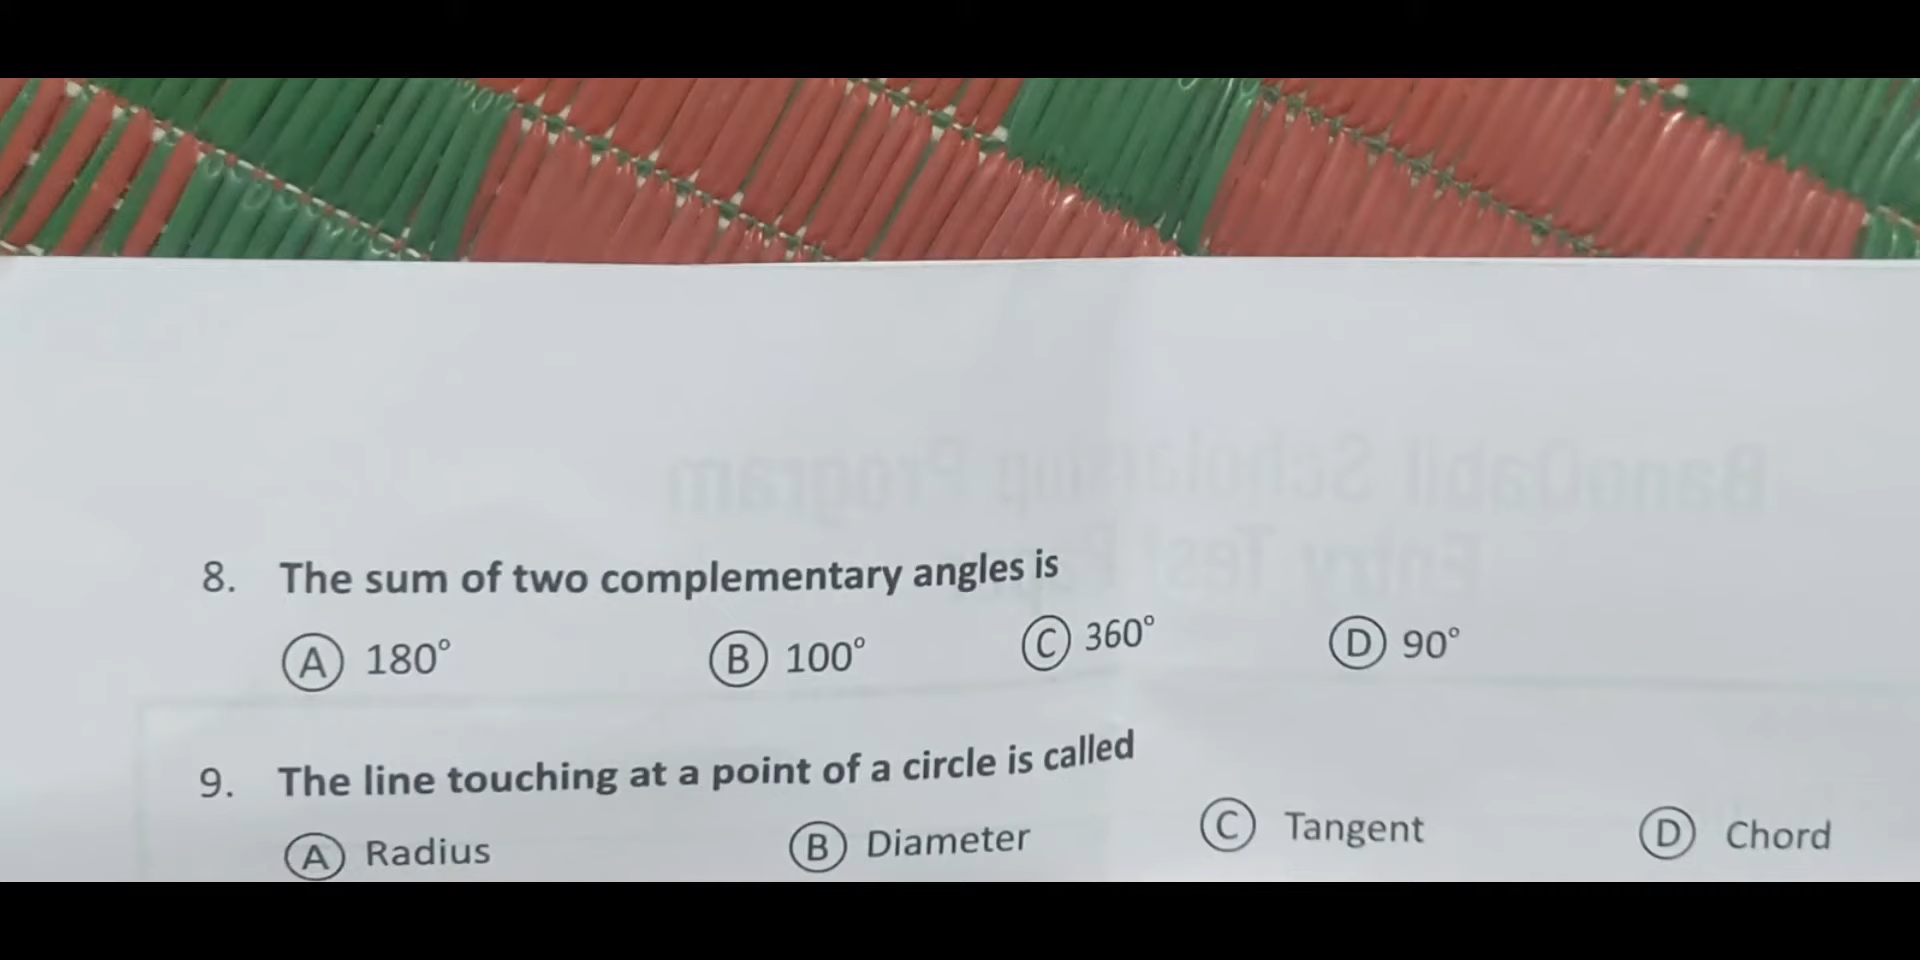 8. The sum of two complementary angles is
A 180° B 100° C 360° D 90°
9. The line touching at a point of a circle is called
A Radius B Diameter C Tangent D Chord